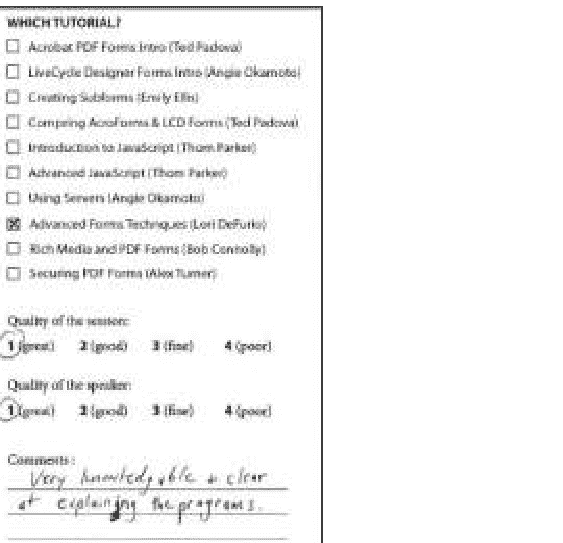 WHICH TUTORIAL?
☐ Acrobat PDF Forms Intro (Ted Padova)
☐ LiveCycle Designer Forms Intro (Angie Okamoto)
☐ Creating Subforms (Emily Ellis)
☐ Comping AcroForms & LCD Forms (Ted Padova)
☐ Introduction to JavaScript (Thom Parker)
☐ Advanced JavaScript (Thom Parker)
☐ Using Servers (Angie Okamoto)
☒ Advanced Forms Techniques (Lori DeFurio)
☐ Rich Media and PDF Forms (Bob Connolly)
☐ Securing PDF Forms (Alex Turner)
Quality of the session:
1 (great) 2 (good) 3 (fine) 4 (poor)
Quality of the speaker:
1 (great) 2 (good) 3 (fine) 4 (poor)
Comments:
Very knowledgable & clear
at explaining the programs.